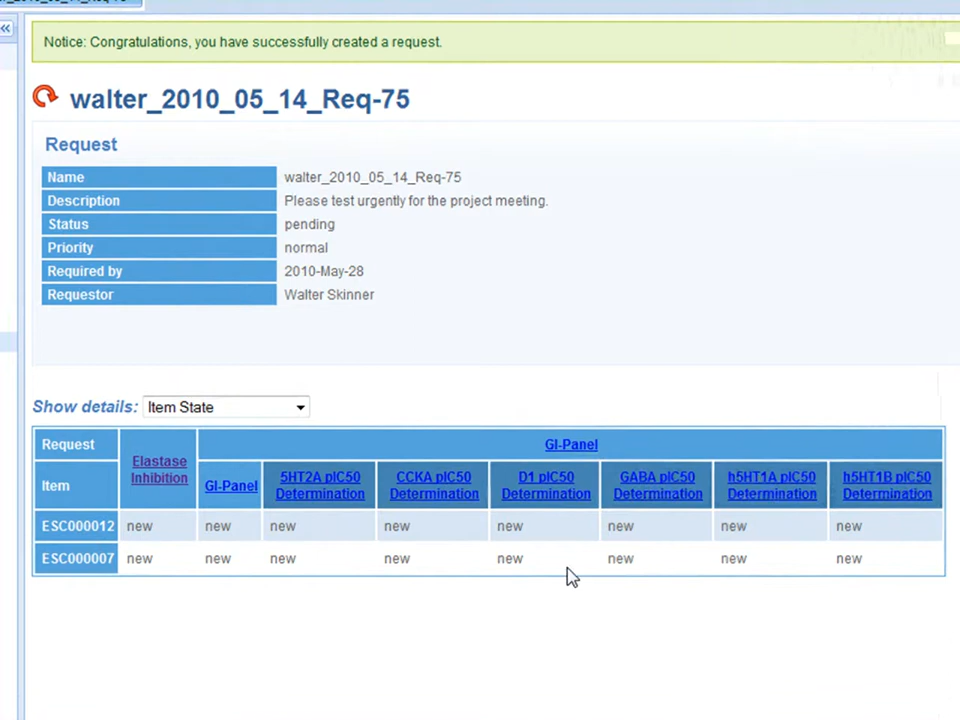 Notice: Congratulations, you have successfully created a request.
walter_2010_05_14_Req-75
Request
Name walter_2010_05_14_Req-75
Description Please test urgently for the project meeting.
Status pending
Priority normal
Required by 2010-May-28
Requestor Walter Skinner
Show details: Item State
Request Elastase Inhibition GI-Panel
Item GI-Panel 5HT2A pIC50 Determination CCKA pIC50 Determination D1 pIC50 Determination GABA pIC50 Determination h5HT1A pIC50 Determination h5HT1B pIC50 Determination
ESC000012 new new new new new new new new
ESC000007 new new new new new new new new